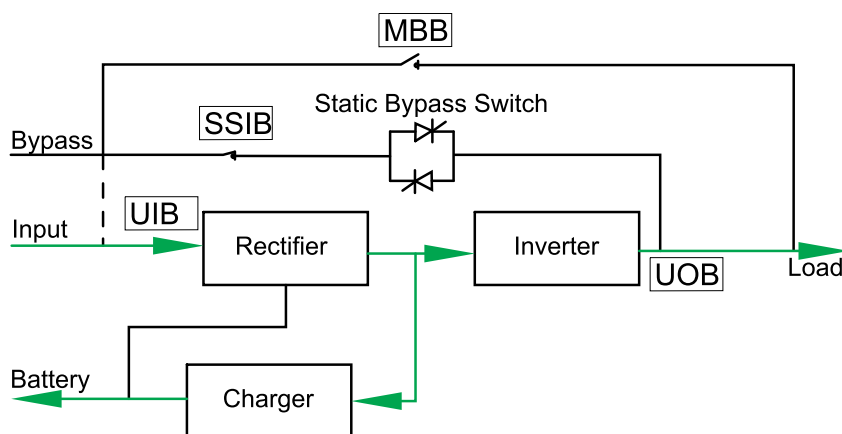 MBB
Static Bypass Switch
SSIB
Bypass
UIB
Input
Rectifier
Inverter
UOB
Load
Battery
Charger